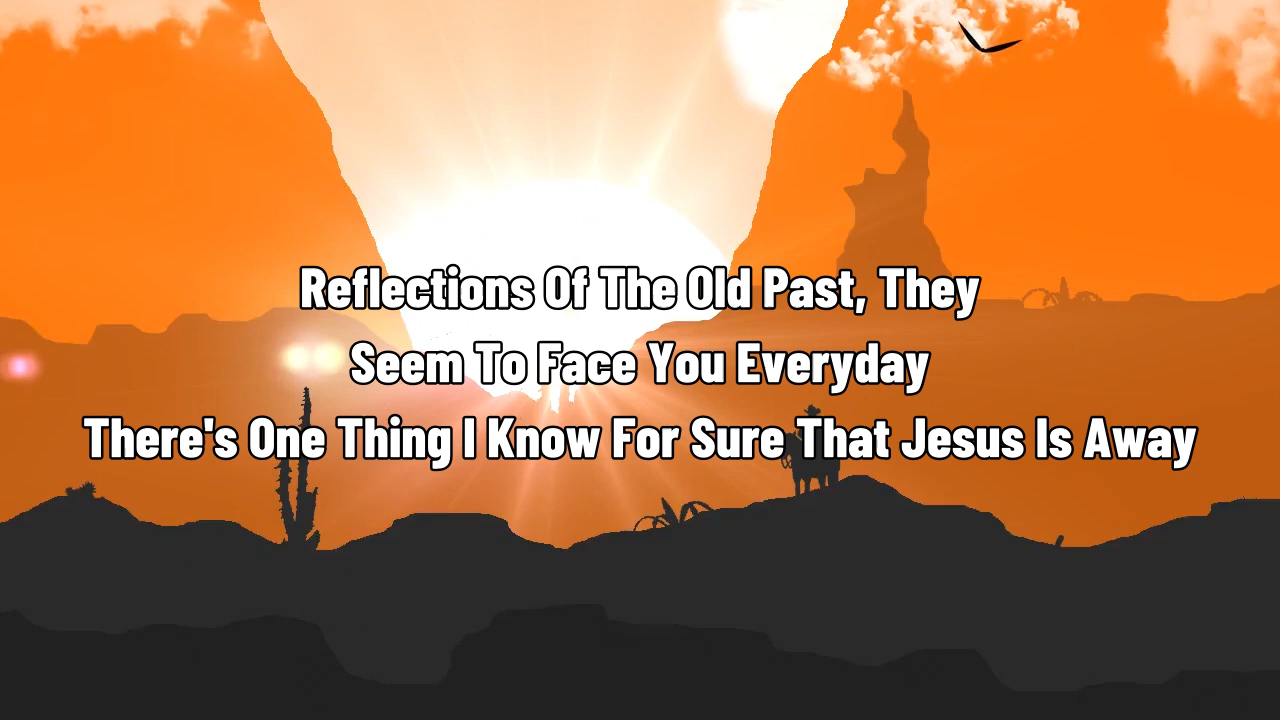 Reflections Of The Old Past, They
Seem To Face You Everyday
There's One Thing I Know For Sure That Jesus Is Away